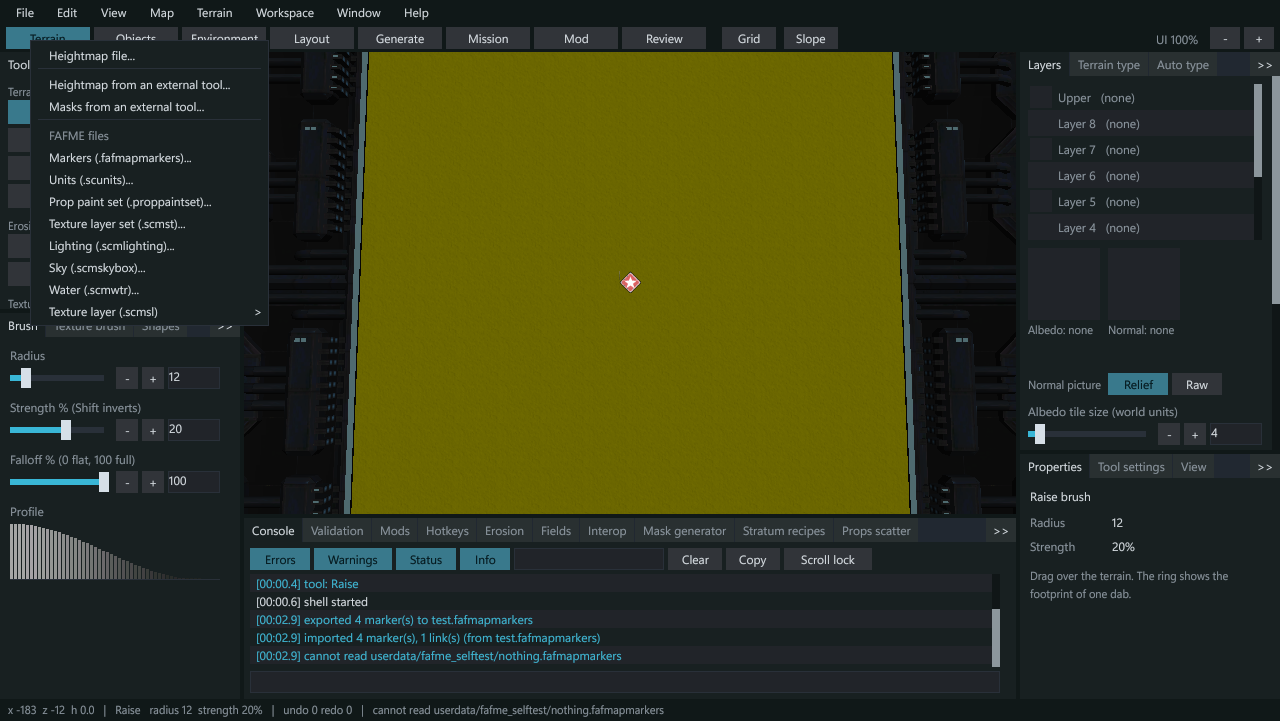 File Edit View Map Terrain Workspace Window Help
Terrain Objects Environment Layout Generate Mission Mod Review Grid Slope UI 100% - +
Heightmap file...
Heightmap from an external tool...
Masks from an external tool...
FAFME files
Markers (.fafmapmarkers)...
Units (.scunits)...
Prop paint set (.proppaintset)...
Texture layer set (.scmst)...
Lighting (.scmlighting)...
Sky (.scmskybox)...
Water (.scmwtr)...
Texture layer (.scmsl) >
Brush Texture brush Shapes >>
Radius
- + 12
Strength % (Shift inverts)
- + 20
Falloff % (0 flat, 100 full)
- + 100
Profile
Console Validation Mods Hotkeys Erosion Fields Interop Mask generator Stratum recipes Props scatter >>
Errors Warnings Status Info Clear Copy Scroll lock
[00:00.4] tool: Raise
[00:00.6] shell started
[00:02.9] exported 4 marker(s) to test.fafmapmarkers
[00:02.9] imported 4 marker(s), 1 link(s) (from test.fafmapmarkers)
[00:02.9] cannot read userdata/fafme_selftest/nothing.fafmapmarkers
Layers Terrain type Auto type >>
Upper (none)
Layer 8 (none)
Layer 7 (none)
Layer 6 (none)
Layer 5 (none)
Layer 4 (none)
Albedo: none Normal: none
Normal picture Relief Raw
Albedo tile size (world units)
- + 4
Properties Tool settings View >>
Raise brush
Radius 12
Strength 20%
Drag over the terrain. The ring shows the
footprint of one dab.
x -183 z -12 h 0.0 | Raise radius 12 strength 20% | undo 0 redo 0 | cannot read userdata/fafme_selftest/nothing.fafmapmarkers